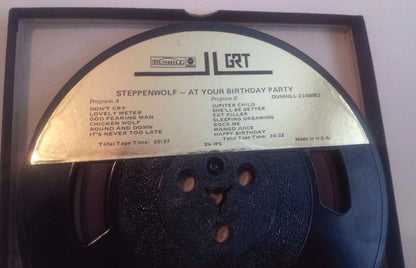 DUNHILL
GRT
STEPPENWOLF — AT YOUR BIRTHDAY PARTY
Program A
DON'T CRY
LOVELY METER
GOD FEARING MAN
CHICKEN WOLF
ROUND AND DOWN
IT'S NEVER TOO LATE
Total Tape Time: 20:37
Program B DUNHILL 23-50053
JUPITER CHILD
SHE'LL BE BETTER
CAT KILLER
SLEEPING DREAMING
ROCK ME
MANGO JUICE
HAPPY BIRTHDAY
Total Tape Time: 20:32
3¾ IPS
Made in U.S.A.